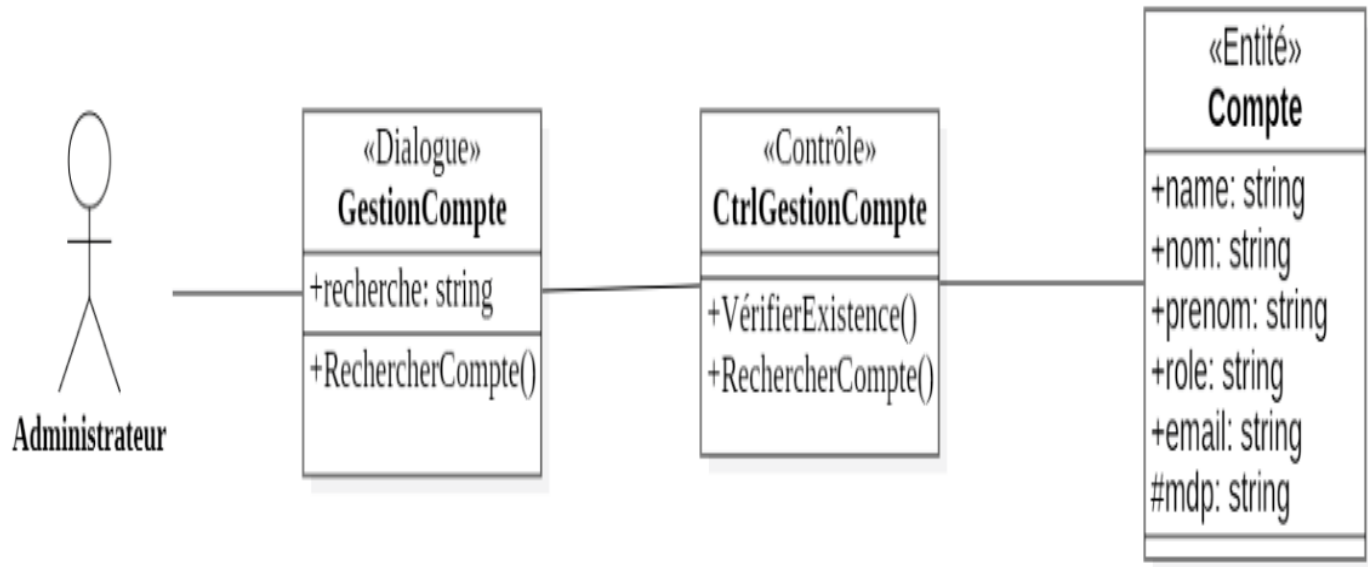 Administrateur
«Dialogue»
GestionCompte
+recherche: string
+RechercherCompte()
«Contrôle»
CtrlGestionCompte
+VérifierExistence()
+RechercherCompte()
«Entité»
Compte
+name: string
+nom: string
+prenom: string
+role: string
+email: string
#mdp: string